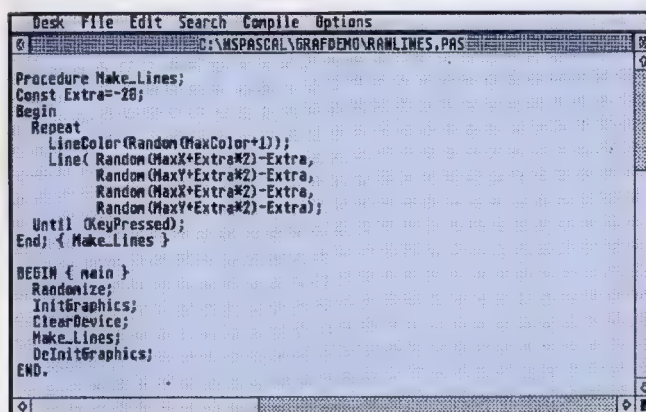 Desk File Edit Search Compile Options
C:\HSPASCAL\GRAFDEMO\RANLINES.PAS
Procedure Make_Lines;
Const Extra=-20;
Begin
Repeat
LineColor(Random(MaxColor+1));
Line( Random(MaxX+Extra*2)-Extra,
Random(MaxY+Extra*2)-Extra,
Random(MaxX+Extra*2)-Extra,
Random(MaxY+Extra*2)-Extra);
Until (KeyPressed);
End; { Make_Lines }
BEGIN { main }
Randomize;
InitGraphics;
ClearDevice;
Make_Lines;
DeInitGraphics;
END.